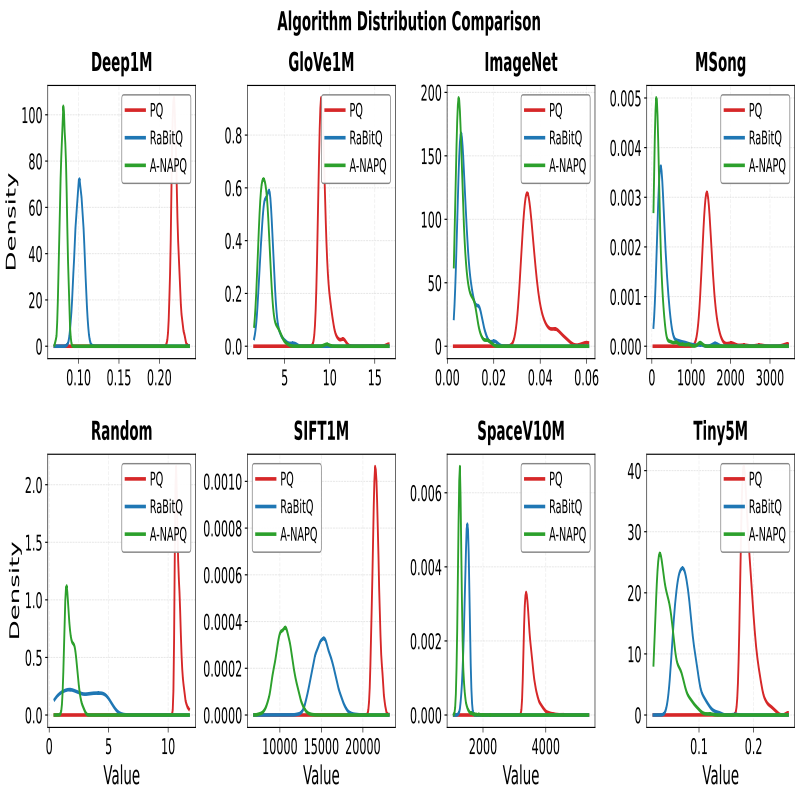 Algorithm Distribution Comparison
Deep1M GloVe1M ImageNet MSong
PQ
RaBitQ
A-NAPQ
Density
100
80
60
40
20
0
0.10 0.15 0.20
PQ
RaBitQ
A-NAPQ
0.8
0.6
0.4
0.2
0.0
5 10 15
PQ
RaBitQ
A-NAPQ
200
150
100
50
0
0.00 0.02 0.04 0.06
PQ
RaBitQ
A-NAPQ
0.005
0.004
0.003
0.002
0.001
0.000
0 1000 2000 3000
Random SIFT1M SpaceV10M Tiny5M
PQ
RaBitQ
A-NAPQ
Density
2.0
1.5
1.0
0.5
0.0
0 5 10
Value
PQ
RaBitQ
A-NAPQ
0.0010
0.0008
0.0006
0.0004
0.0002
0.0000
10000 15000 20000
Value
PQ
RaBitQ
A-NAPQ
0.006
0.004
0.002
0.000
2000 4000
Value
PQ
RaBitQ
A-NAPQ
40
30
20
10
0
0.1 0.2
Value